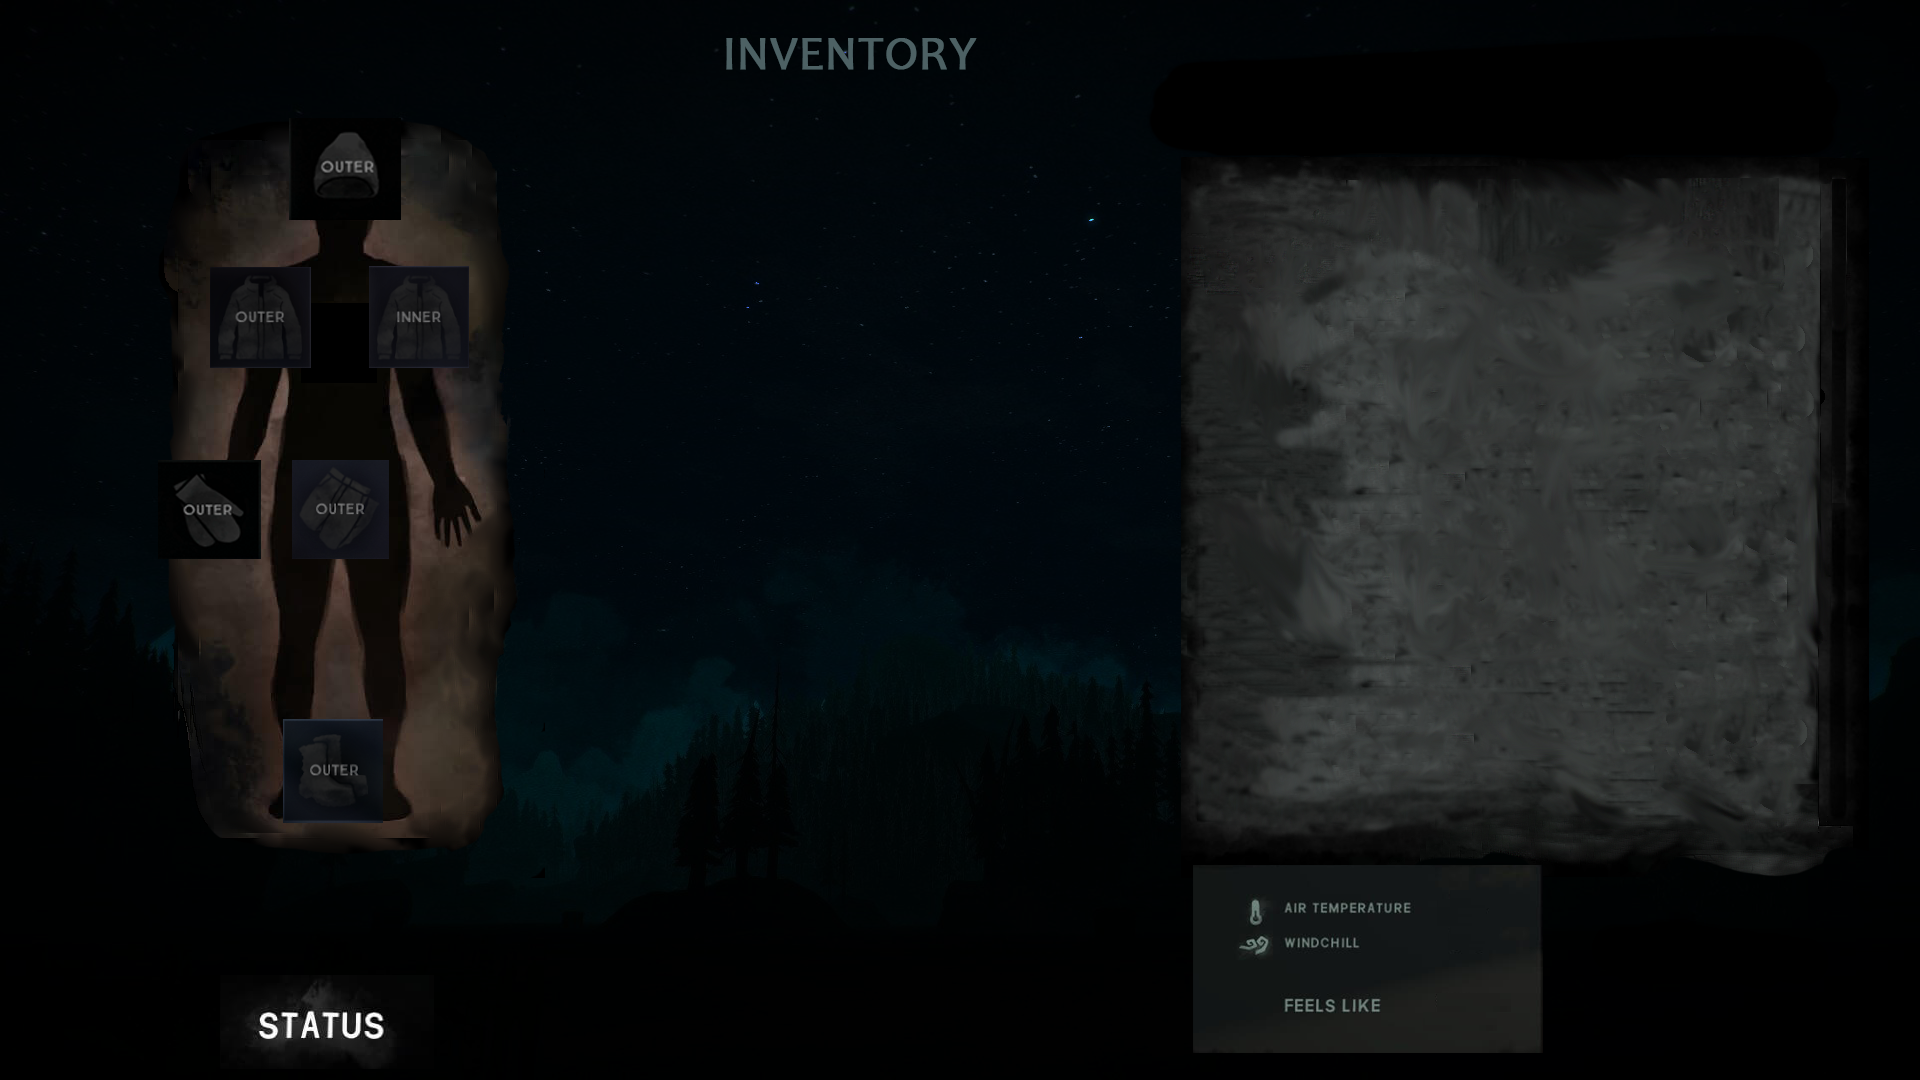 INVENTORY
OUTER
OUTER
INNER
OUTER
OUTER
OUTER
AIR TEMPERATURE
WINDCHILL
FEELS LIKE
STATUS